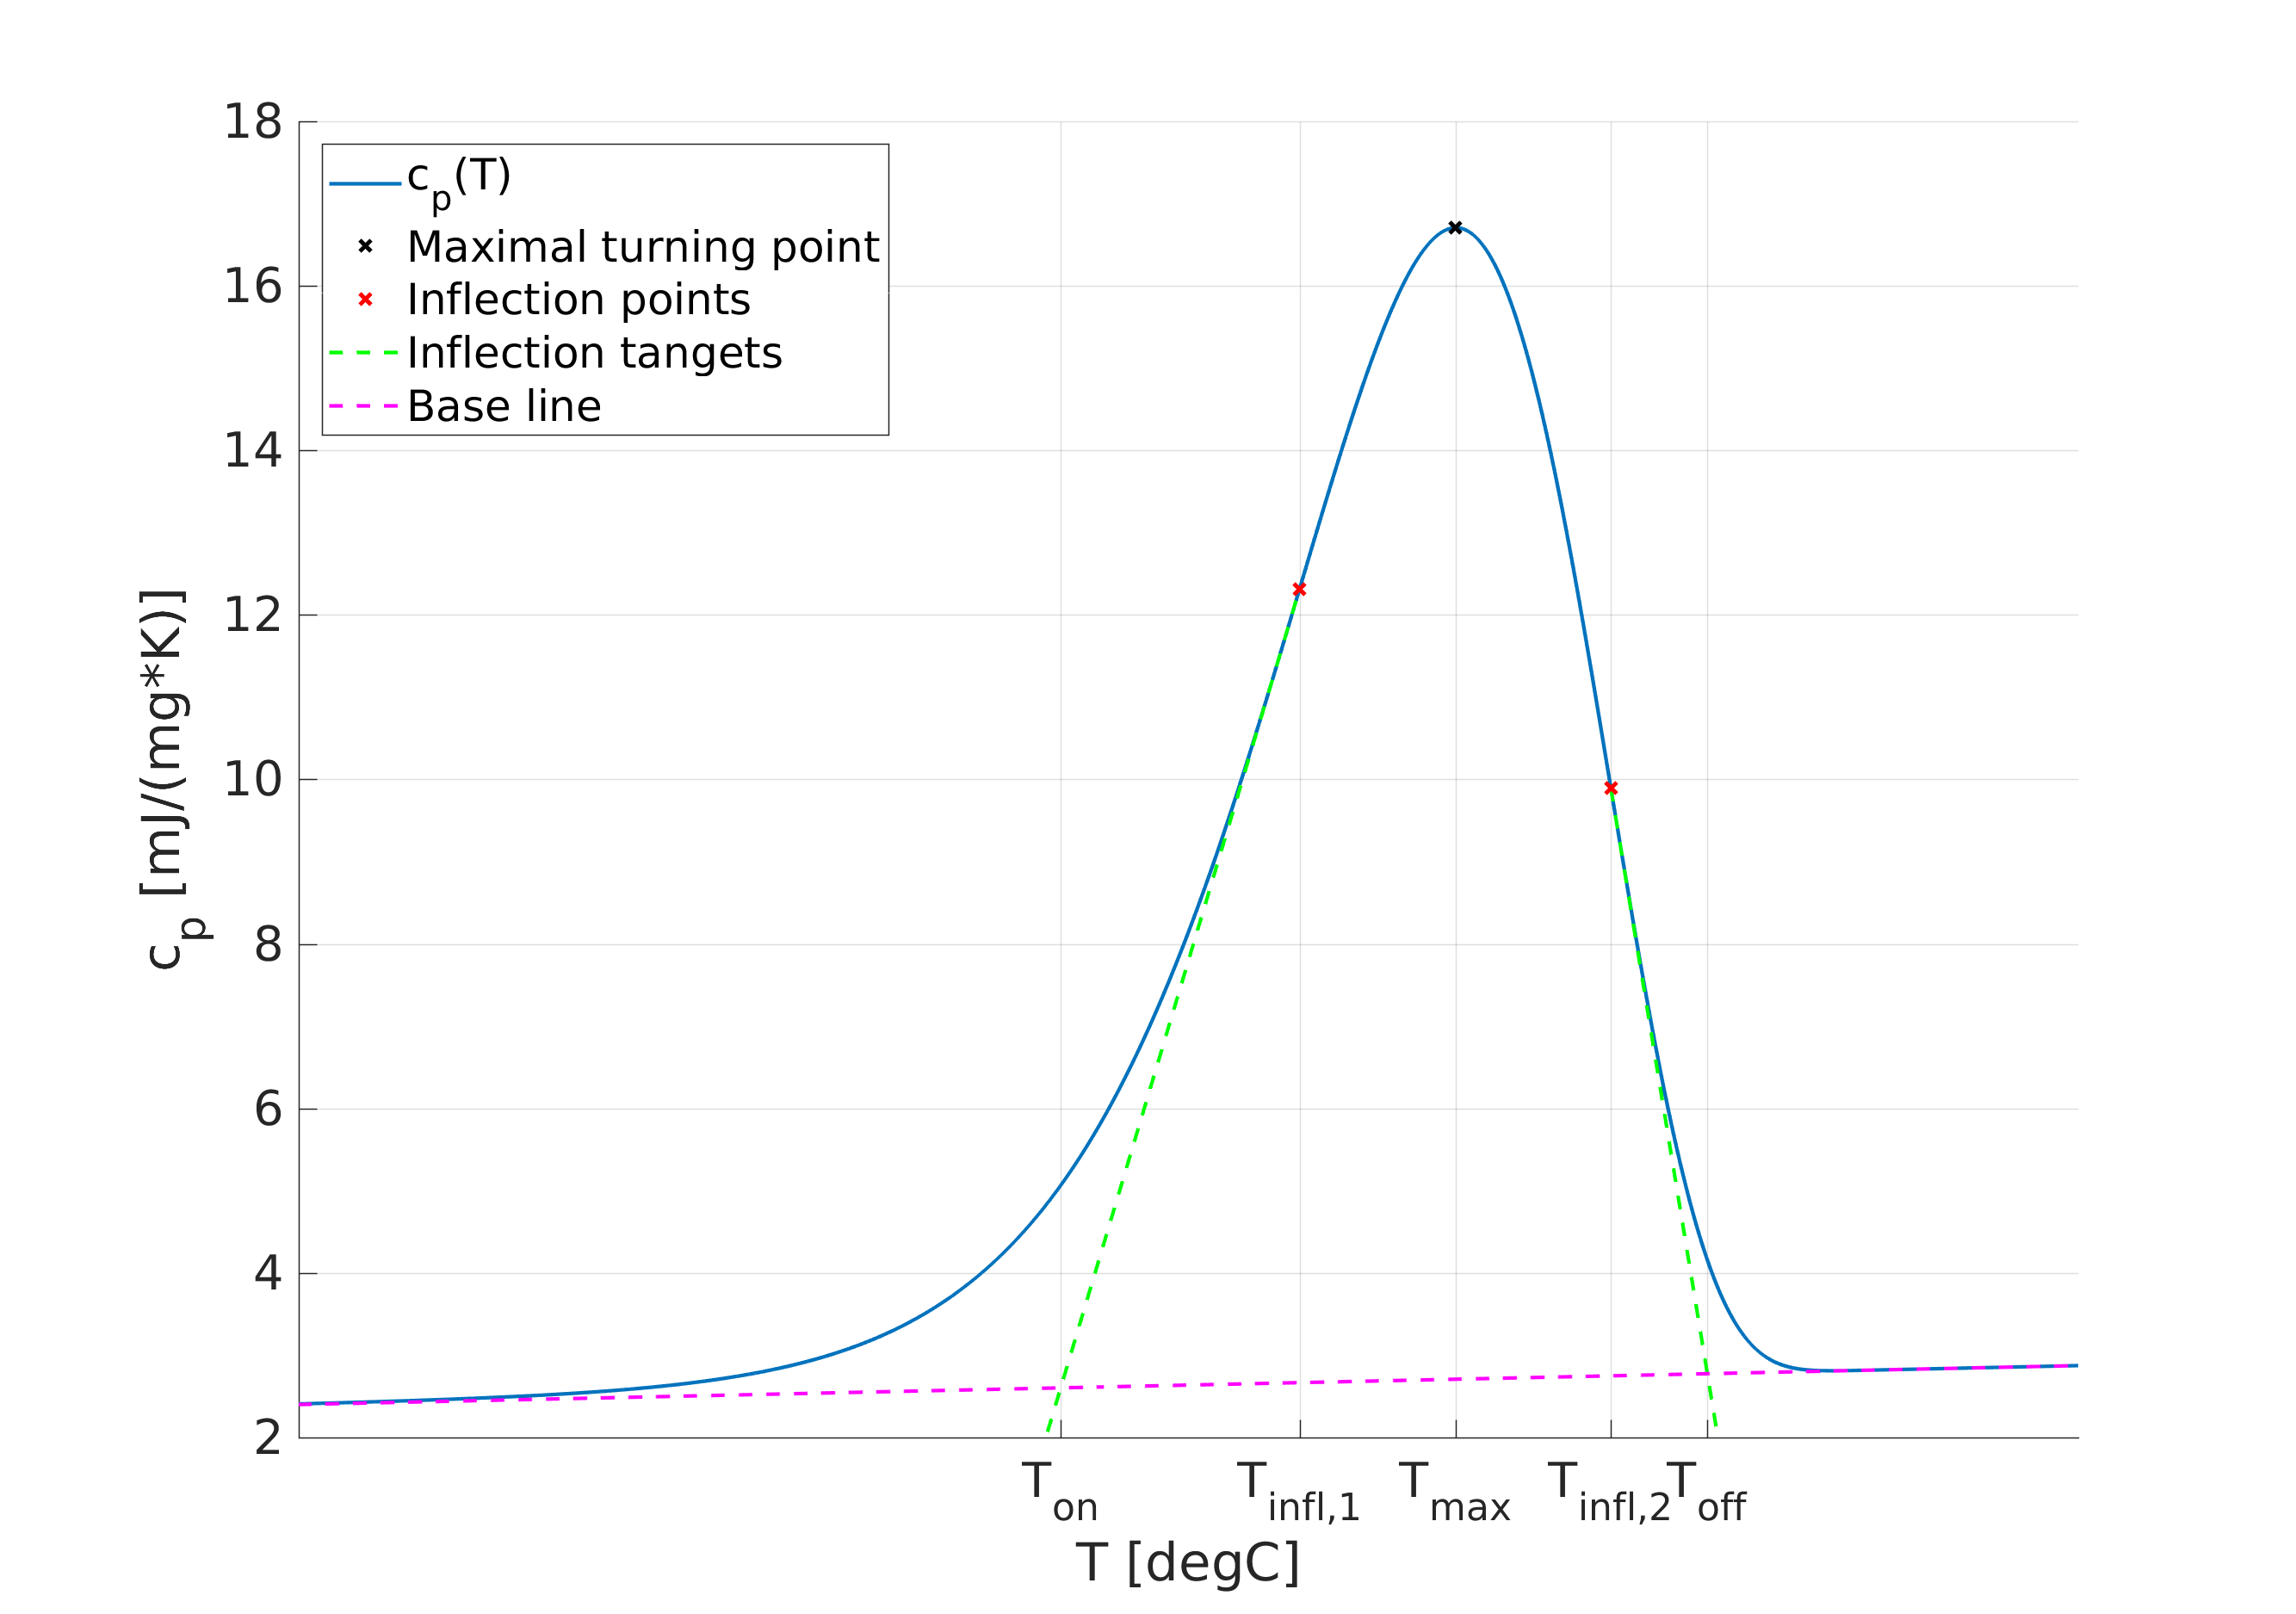 18
16
14
12
10
8
6
4
2
c_p(T)
Maximal turning point
Inflection points
Inflection tangets
Base line
c_p [mJ/(mg*K)]
T_on T_infl,1 T_max T_infl,2 T_off
T [degC]